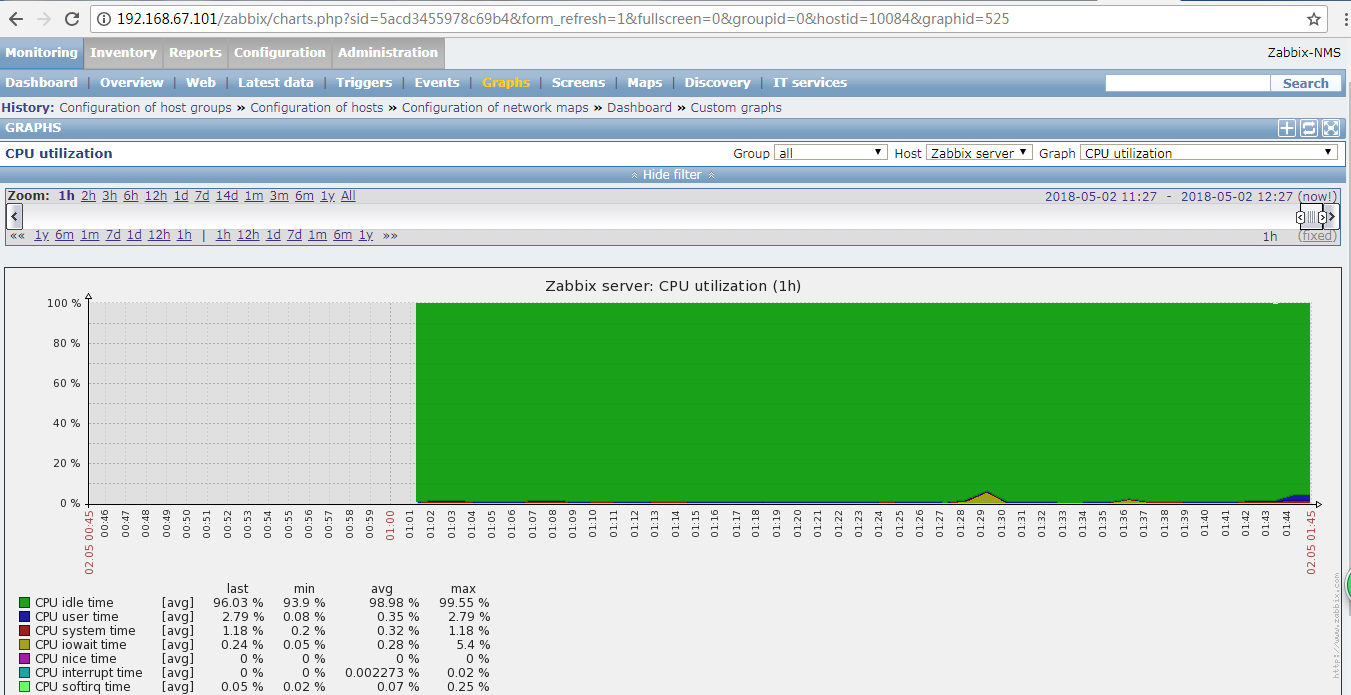 192.168.67.101/zabbix/charts.php?sid=5acd3455978c69b4&form_refresh=1&fullscreen=0&groupid=0&hostid=10084&graphid=525
Monitoring Inventory Reports Configuration Administration Zabbix-NMS
Dashboard | Overview | Web | Latest data | Triggers | Events | Graphs | Screens | Maps | Discovery | IT services Search
History: Configuration of host groups » Configuration of hosts » Configuration of network maps » Dashboard » Custom graphs
GRAPHS
CPU utilization Group all Host Zabbix server Graph CPU utilization
Hide filter
Zoom: 1h 2h 3h 6h 12h 1d 7d 14d 1m 3m 6m 1y All 2018-05-02 11:27 - 2018-05-02 12:27 (now!)
«« 1y 6m 1m 7d 1d 12h 1h | 1h 12h 1d 7d 1m 6m 1y »» 1h (fixed)
Zabbix server: CPU utilization (1h)
100 %
80 %
60 %
40 %
20 %
0 %
02.05 00:45 00:46 00:47 00:48 00:49 00:50 00:51 00:52 00:53 00:54 00:55 00:56 00:57 00:58 00:59 01:00 01:01 01:02 01:03 01:04 01:05 01:06 01:07 01:08 01:09 01:10 01:11 01:12 01:13 01:14 01:15 01:16 01:17 01:18 01:19 01:20 01:21 01:22 01:23 01:24 01:25 01:26 01:27 01:28 01:29 01:30 01:31 01:32 01:33 01:34 01:35 01:36 01:37 01:38 01:39 01:40 01:41 01:42 01:43 01:44 02.05 01:45
last min avg max
CPU idle time [avg] 96.03 % 93.9 % 98.98 % 99.55 %
CPU user time [avg] 2.79 % 0.08 % 0.35 % 2.79 %
CPU system time [avg] 1.18 % 0.2 % 0.32 % 1.18 %
CPU iowait time [avg] 0.24 % 0.05 % 0.28 % 5.4 %
CPU nice time [avg] 0 % 0 % 0 % 0 %
CPU interrupt time [avg] 0 % 0 % 0.002273 % 0.02 %
CPU softirq time [avg] 0.05 % 0.02 % 0.07 % 0.25 %
http://www.zabbix.com